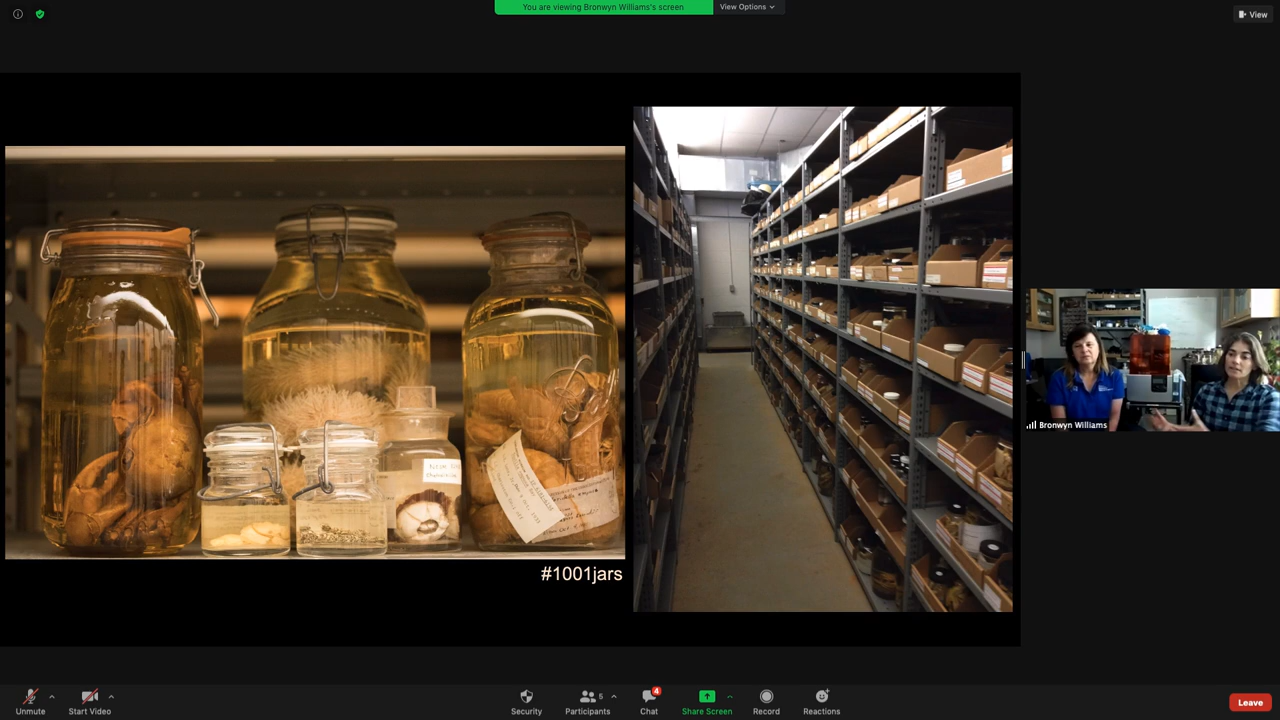 You are viewing Bronwyn Williams's screen
View Options
View
#1001jars
Bronwyn Williams
Unmute
Start Video
Security
5
Participants
4
Chat
Share Screen
Record
Reactions
Leave